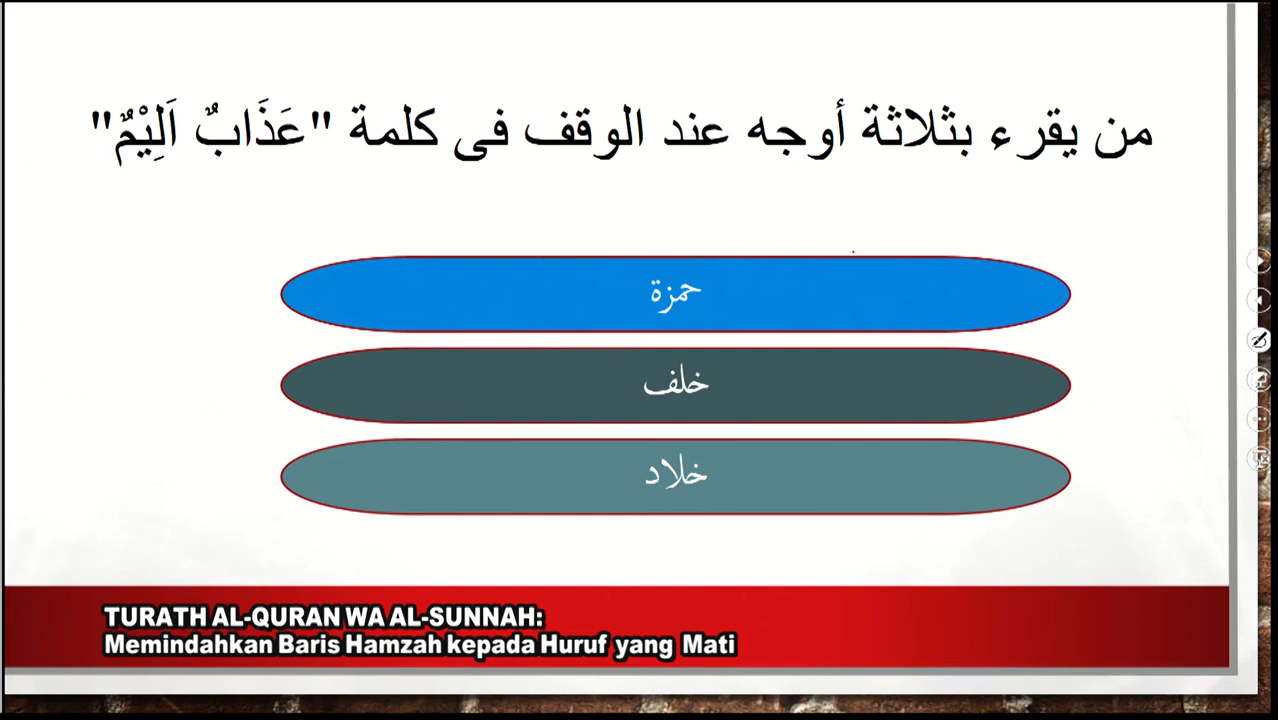 من يقرء بثلاثة أوجه عند الوقف فى كلمة "عَذَابٌ اَلِيْمٌ"
حمزة
خلف
خلاد
TURATH AL-QURAN WA AL-SUNNAH:
Memindahkan Baris Hamzah kepada Huruf yang Mati